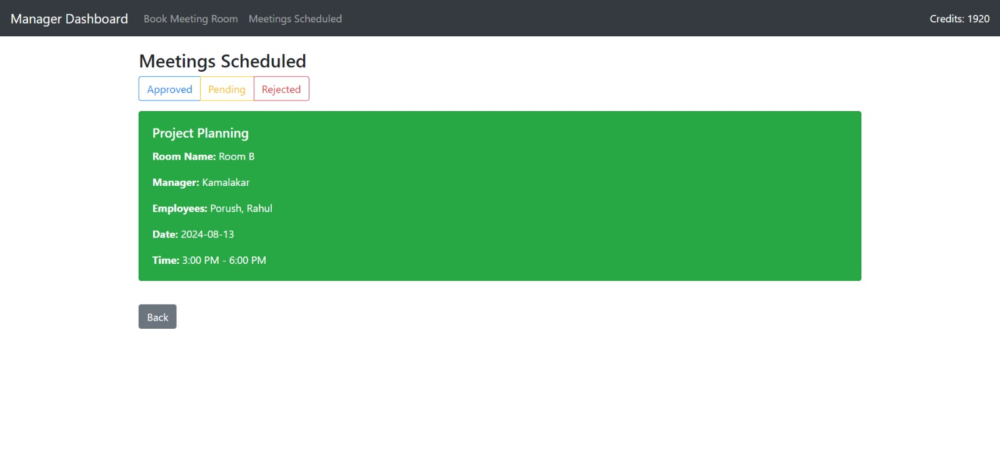 Manager Dashboard Book Meeting Room Meetings Scheduled Credits: 1920
Meetings Scheduled
Approved Pending Rejected
Project Planning
Room Name: Room B
Manager: Kamalakar
Employees: Porush, Rahul
Date: 2024-08-13
Time: 3:00 PM - 6:00 PM
Back